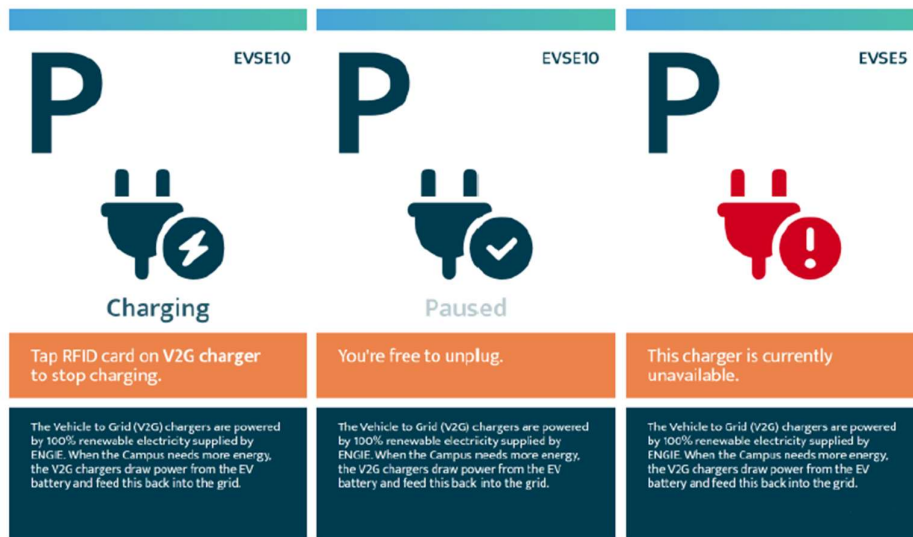 P
EVSE10
Charging
Tap RFID card on V2G charger
to stop charging.
The Vehicle to Grid (V2G) chargers are powered
by 100% renewable electricity supplied by
ENGIE. When the Campus needs more energy,
the V2G chargers draw power from the EV
battery and feed this back into the grid.
P
EVSE10
Paused
You're free to unplug.
The Vehicle to Grid (V2G) chargers are powered
by 100% renewable electricity supplied by
ENGIE. When the Campus needs more energy,
the V2G chargers draw power from the EV
battery and feed this back into the grid.
P
EVSE5
This charger is currently
unavailable.
The Vehicle to Grid (V2G) chargers are powered
by 100% renewable electricity supplied by
ENGIE. When the Campus needs more energy,
the V2G chargers draw power from the EV
battery and feed this back into the grid.